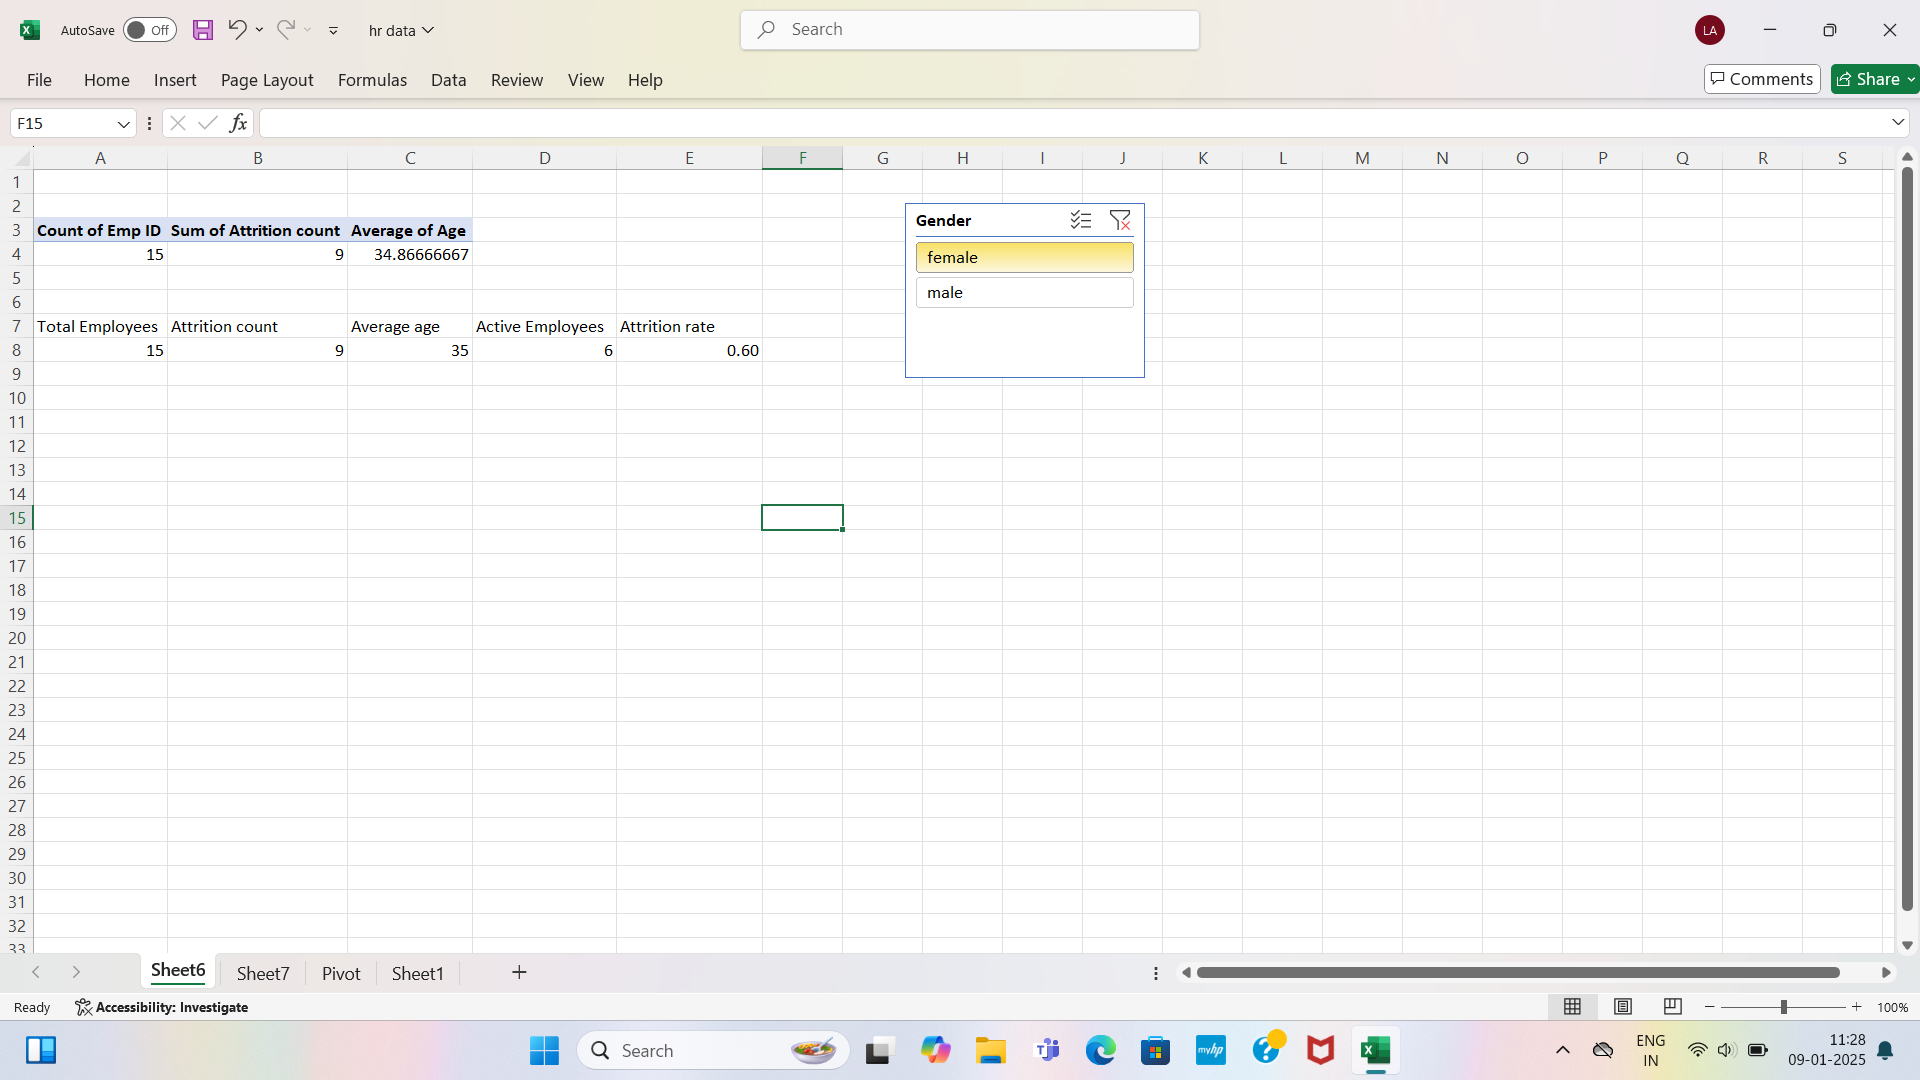 AutoSave Off hr data Search LA
File Home Insert Page Layout Formulas Data Review View Help Comments Share
F15 fx
A B C D E F G H I J K L M N O P Q R S
1
2
3 Count of Emp ID Sum of Attrition count Average of Age
4 15 9 34.86666667
5
6
7 Total Employees Attrition count Average age Active Employees Attrition rate
8 15 9 35 6 0.60
9
10
11
12
13
14
15
16
17
18
19
20
21
22
23
24
25
26
27
28
29
30
31
32
33
Gender
female
male
Sheet6 Sheet7 Pivot Sheet1
Ready Accessibility: Investigate 100%
Search myhp ENG IN 11:28
09-01-2025